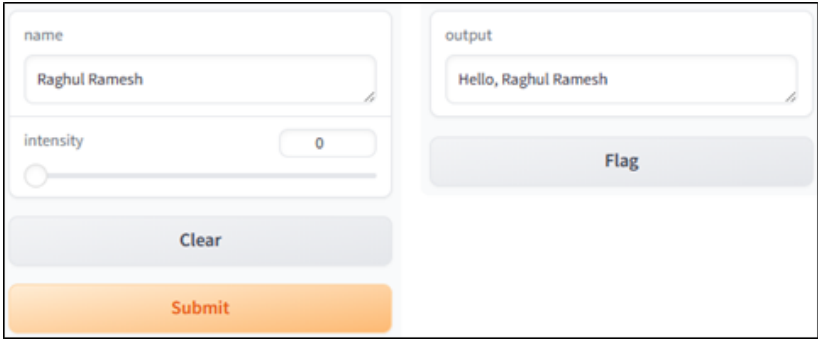 name
Raghul Ramesh
intensity
0
Clear
Submit
output
Hello, Raghul Ramesh
Flag